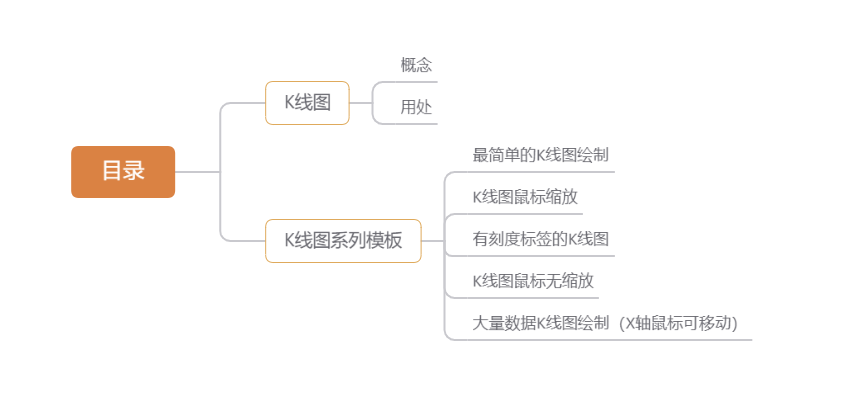 目录
K线图
概念
用处
K线图系列模板
最简单的K线图绘制
K线图鼠标缩放
有刻度标签的K线图
K线图鼠标无缩放
大量数据K线图绘制（X轴鼠标可移动）